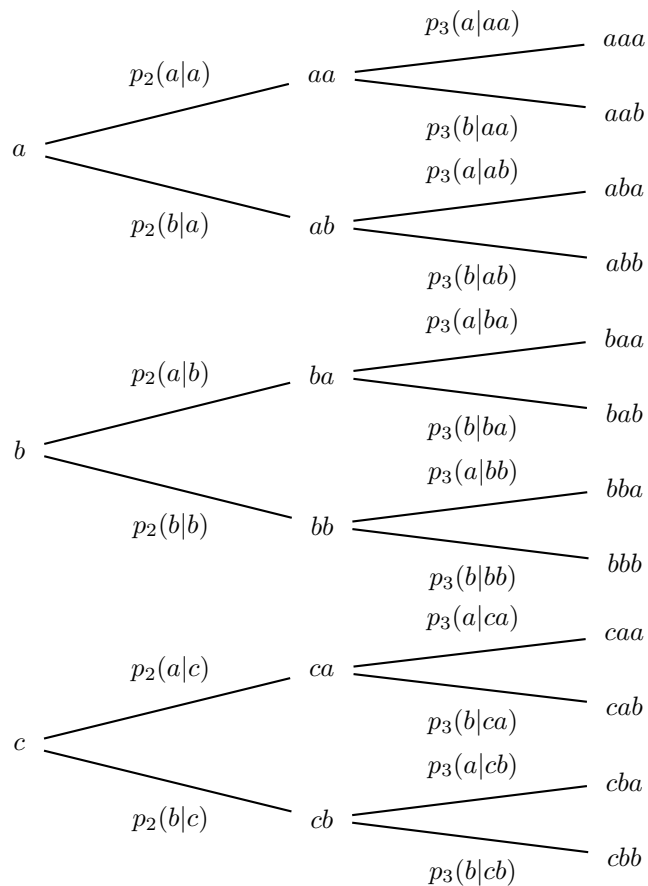 p₃(a|aa)
aaa
p₂(a|a)
aa
aab
p₃(b|aa)
a
p₃(a|ab)
aba
p₂(b|a)
ab
abb
p₃(b|ab)
p₃(a|ba)
baa
p₂(a|b)
ba
bab
p₃(b|ba)
b
p₃(a|bb)
bba
p₂(b|b)
bb
bbb
p₃(b|bb)
p₃(a|ca)
caa
p₂(a|c)
ca
cab
p₃(b|ca)
c
p₃(a|cb)
cba
p₂(b|c)
cb
cbb
p₃(b|cb)